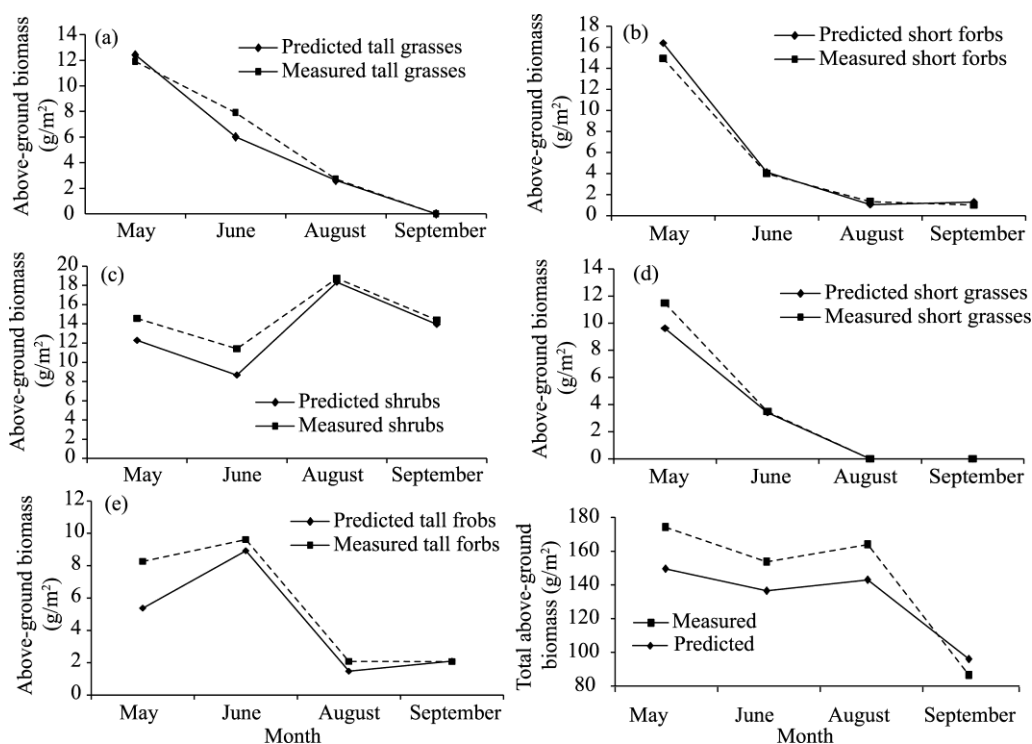 (a)
Above-ground biomass
(g/m²)
14
12
10
8
6
4
2
0
Predicted tall grasses
Measured tall grasses
May June August September
(b)
Above-ground biomass
(g/m²)
18
16
14
12
10
8
6
4
2
0
Predicted short forbs
Measured short forbs
May June August September
(c)
Above-ground biomass
(g/m²)
20
18
16
14
12
10
8
6
4
2
0
Predicted shrubs
Measured shrubs
May June August September
(d)
Above-ground biomass
(g/m²)
14
12
10
8
6
4
2
0
Predicted short grasses
Measured short grasses
May June August September
(e)
Above-ground biomass
(g/m²)
12
10
8
6
4
2
0
Predicted tall frobs
Measured tall forbs
May June August September
Month
Total above-ground
biomass (g/m²)
180
160
140
120
100
80
Measured
Predicted
May June August September
Month